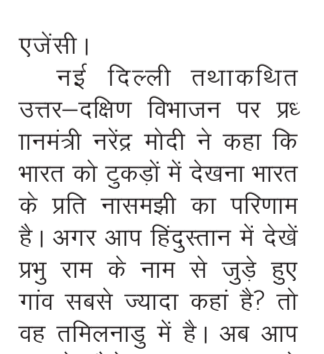 एजेंसी।
नई दिल्ली तथाकथित
उत्तर–दक्षिण विभाजन पर प्रध
ानमंत्री नरेंद्र मोदी ने कहा कि
भारत को टुकड़ों में देखना भारत
के प्रति नासमझी का परिणाम
है। अगर आप हिंदुस्तान में देखें
प्रभु राम के नाम से जुड़े हुए
गांव सबसे ज्यादा कहां है? तो
वह तमिलनाडु में है। अब आप